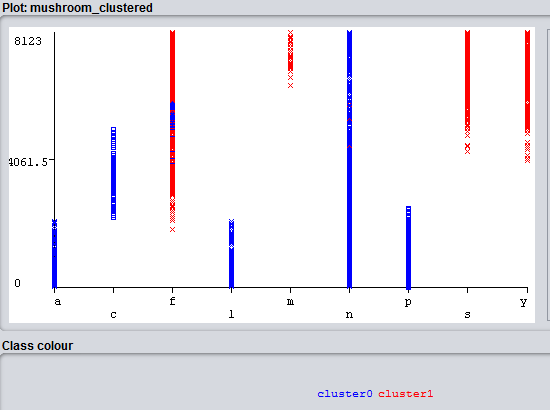 Plot: mushroom_clustered
8123
4061.5
0
a c f l m n p s y
Class colour
cluster0 cluster1